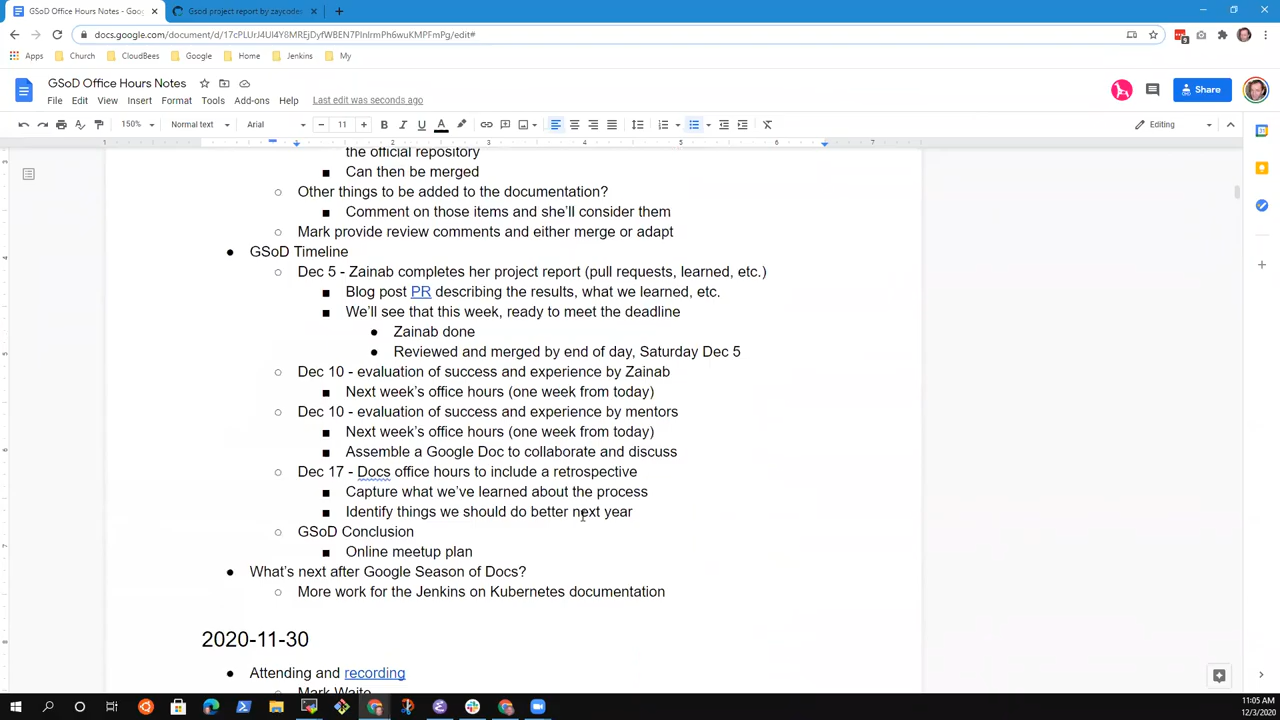 GSoD Office Hours Notes - Goo
Gsod project report by zaycodes
docs.google.com/document/d/17cPLUrJ4UI4Y8MREjDyfWBEN7PInIrmPh6wuKMPFmPg/edit#
Apps Church CloudBees Google Home Jenkins My
GSoD Office Hours Notes
File Edit View Insert Format Tools Add-ons Help Last edit was seconds ago
Share
150% Normal text Arial 11 Editing
1 2 3 4 5 6 7
the official repository
■ Can then be merged
○ Other things to be added to the documentation?
■ Comment on those items and she'll consider them
○ Mark provide review comments and either merge or adapt
● GSoD Timeline
○ Dec 5 - Zainab completes her project report (pull requests, learned, etc.)
■ Blog post PR describing the results, what we learned, etc.
■ We'll see that this week, ready to meet the deadline
● Zainab done
● Reviewed and merged by end of day, Saturday Dec 5
○ Dec 10 - evaluation of success and experience by Zainab
■ Next week's office hours (one week from today)
○ Dec 10 - evaluation of success and experience by mentors
■ Next week's office hours (one week from today)
■ Assemble a Google Doc to collaborate and discuss
○ Dec 17 - Docs office hours to include a retrospective
■ Capture what we've learned about the process
■ Identify things we should do better next year
○ GSoD Conclusion
■ Online meetup plan
● What's next after Google Season of Docs?
○ More work for the Jenkins on Kubernetes documentation
2020-11-30
● Attending and recording
○ Mark Waite
11:05 AM
12/3/2020